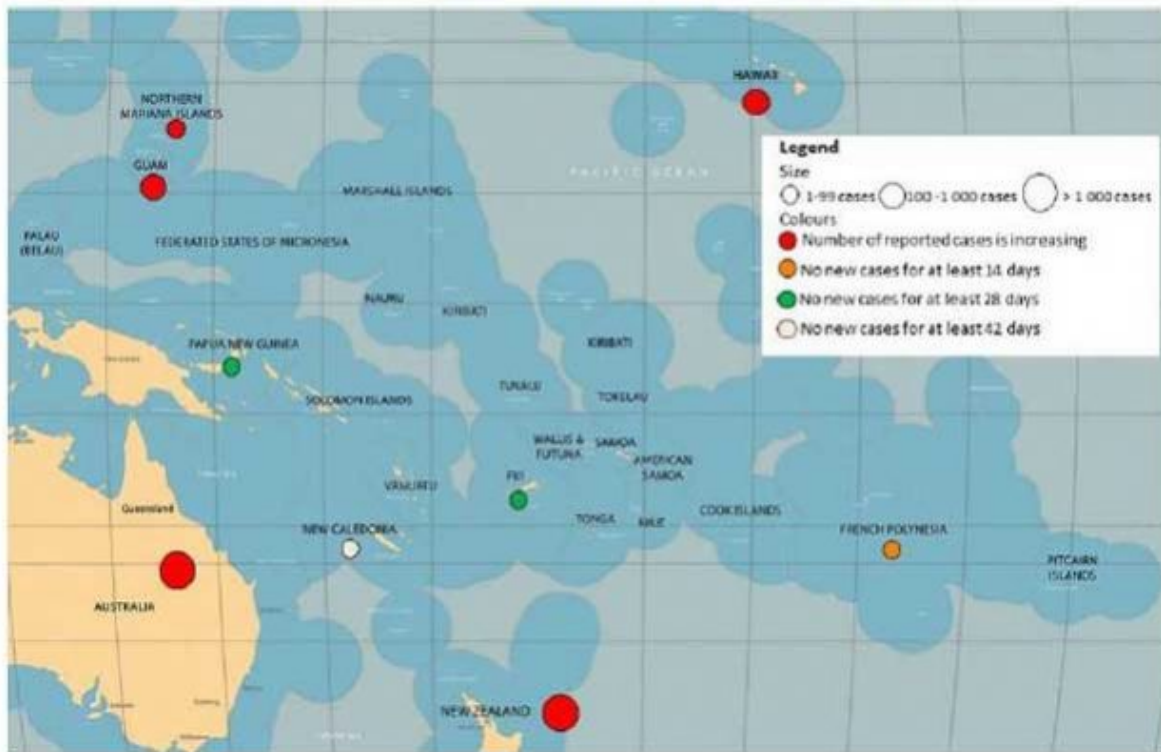 HAWAII
NORTHERN
MARIANA ISLANDS
GUAM
PACIFIC OCEAN
MARSHALL ISLANDS
PALAU
(BELAU)
FEDERATED STATES OF MICRONESIA
NAURU
KIRIBATI
PAPUA NEW GUINEA
KIRIBATI
SOLOMON ISLANDS
TUVALU
TOKELAU
WALLIS &
FUTUNA
SAMOA
AMERICAN
SAMOA
FIJI
VANUATU
Queensland
NEW CALEDONIA
TONGA
NIUE
COOK ISLANDS
FRENCH POLYNESIA
PITCAIRN
ISLANDS
AUSTRALIA
NEW ZEALAND
Legend
Size
1-99 cases 100 -1 000 cases > 1 000 cases
Colours
Number of reported cases is increasing
No new cases for at least 14 days
No new cases for at least 28 days
No new cases for at least 42 days